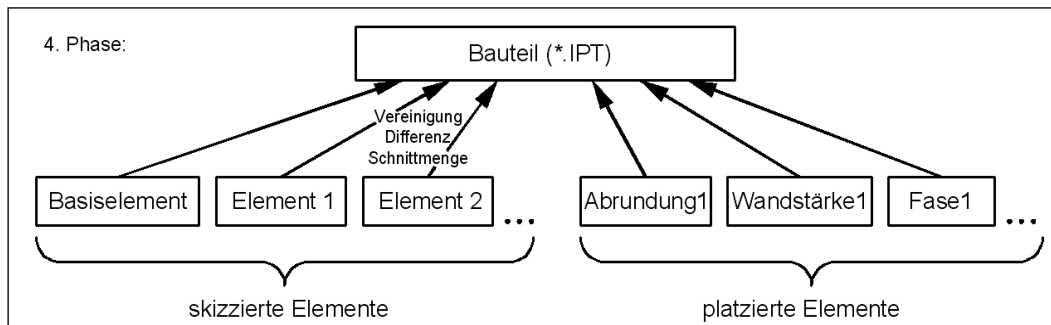 4. Phase:
Bauteil (*.IPT)
Vereinigung
Differenz
Schnittmenge
Basiselement
Element 1
Element 2
...
Abrundung1
Wandstärke1
Fase1
...
skizzierte Elemente
platzierte Elemente